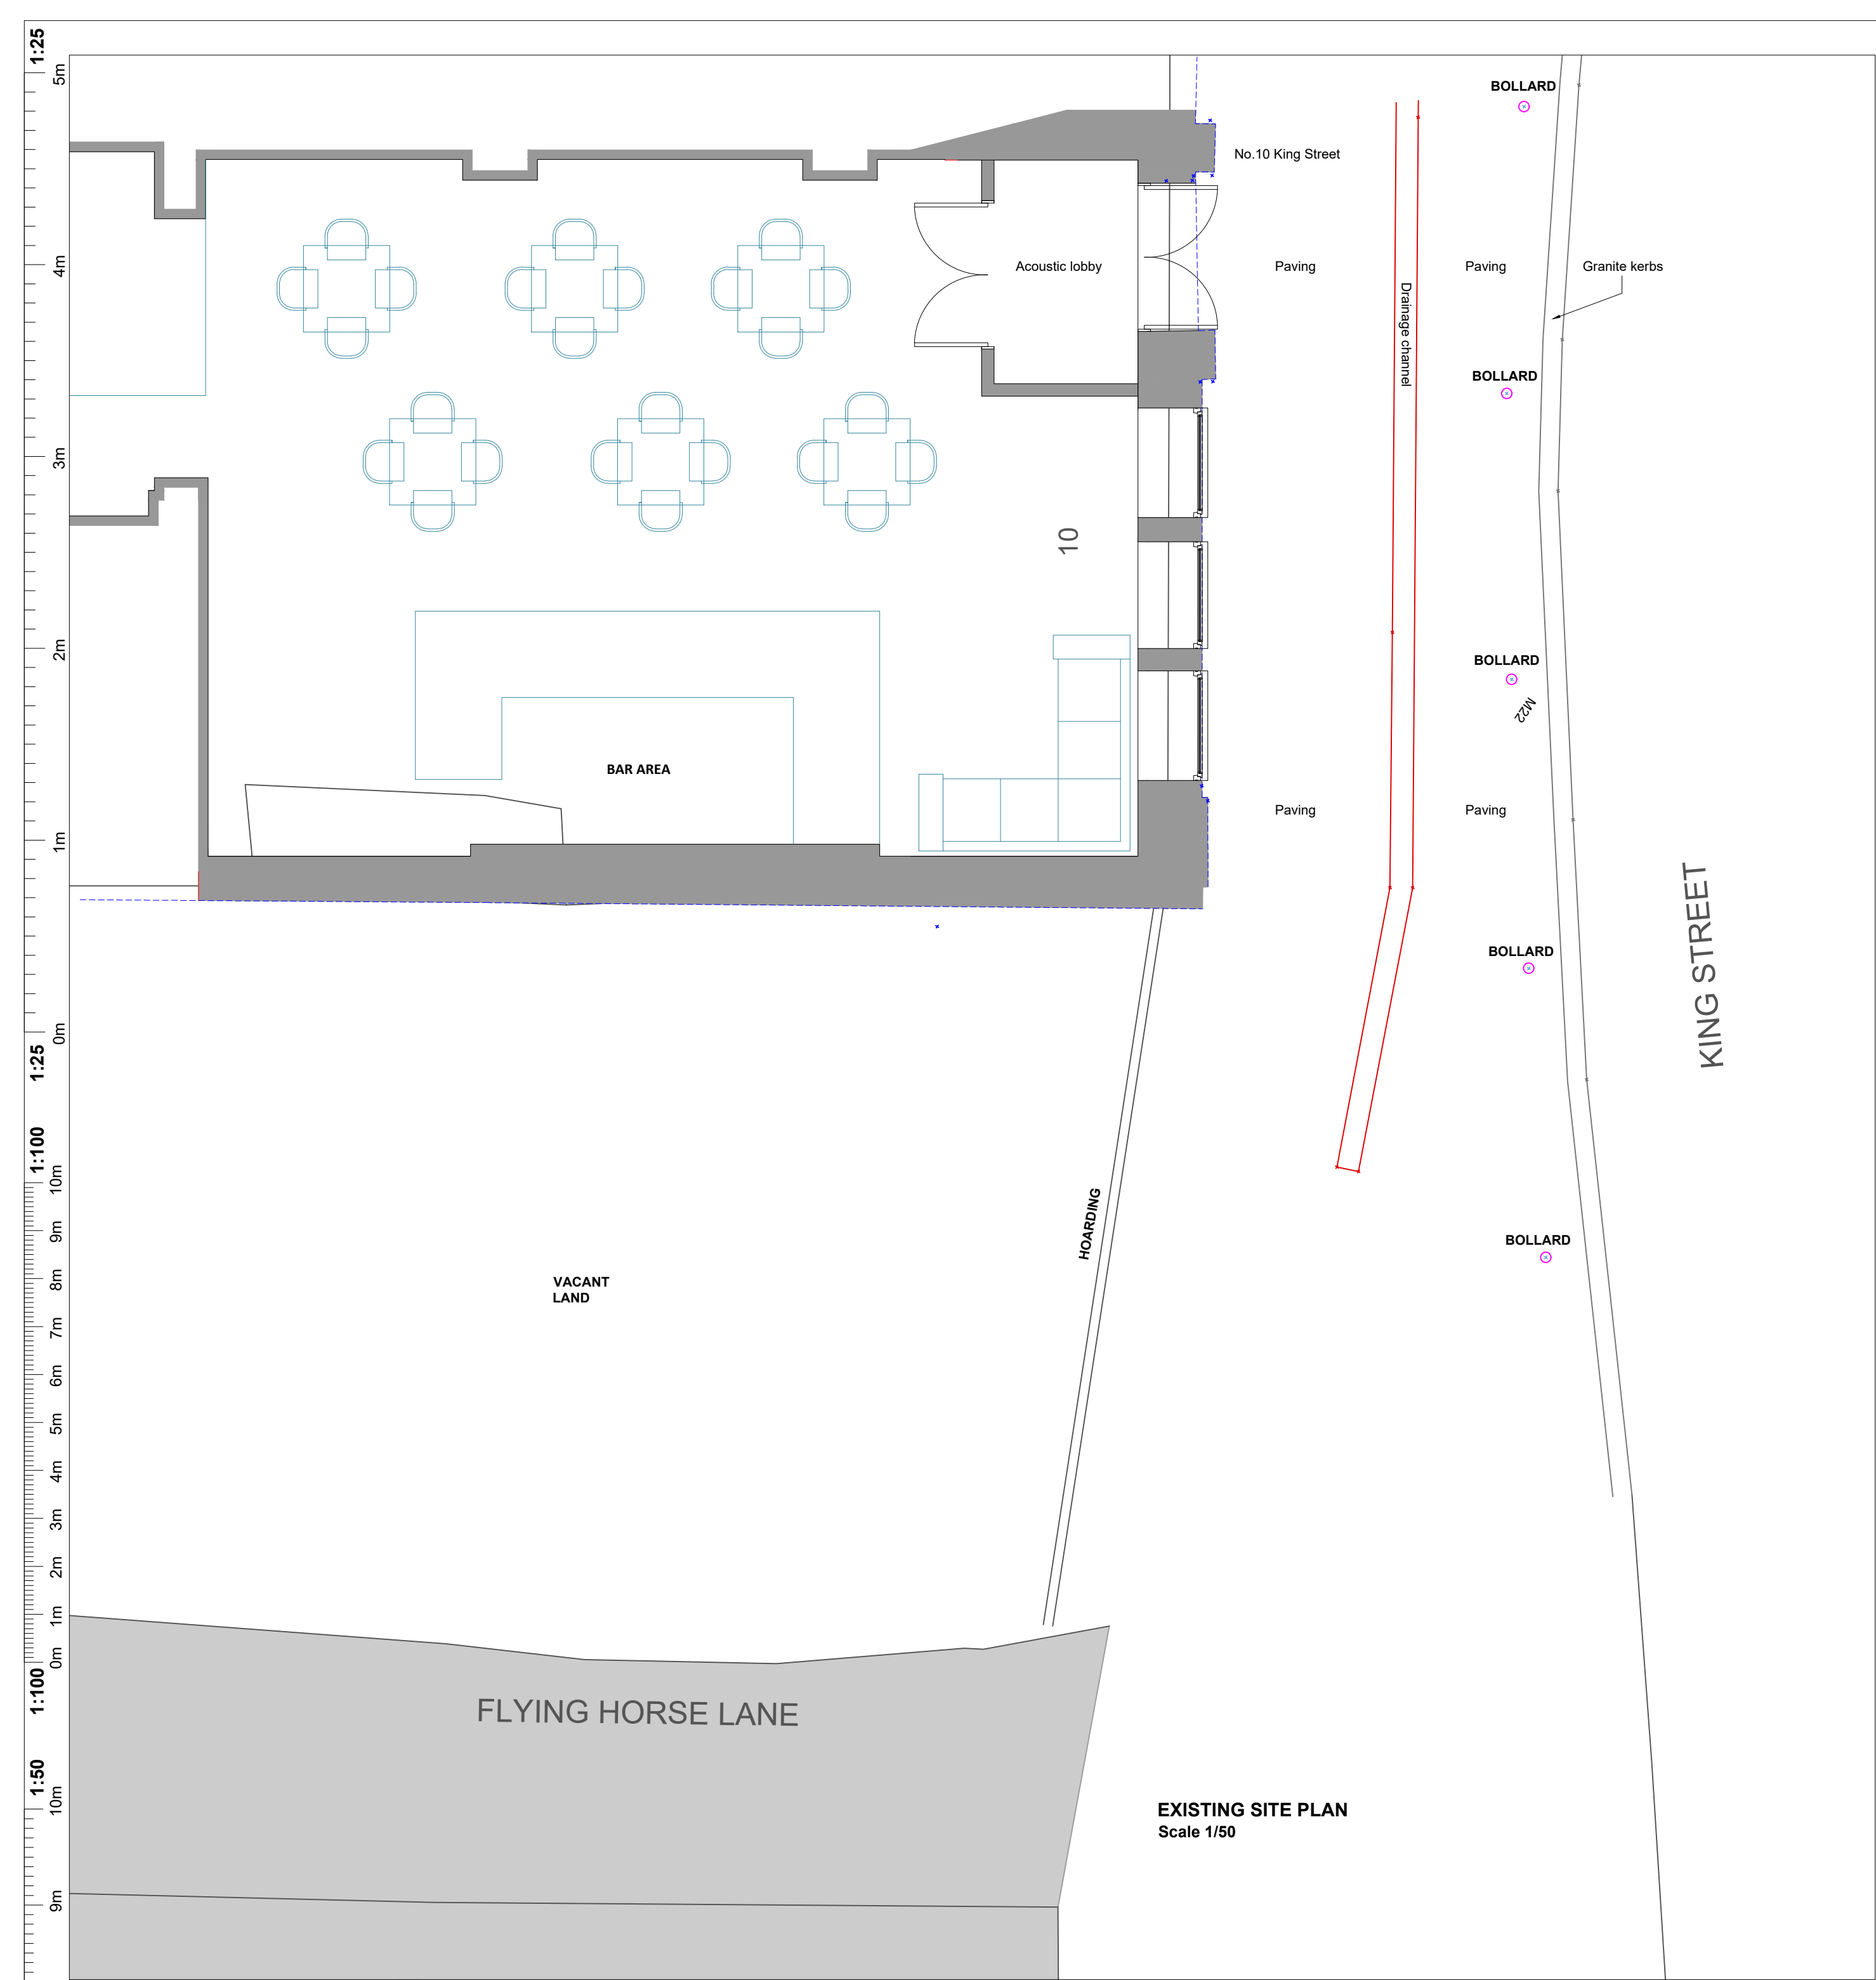 1:25
5m
4m
3m
2m
1m
0m
1:25
1:100
10m
9m
8m
7m
6m
5m
4m
3m
2m
1m
0m
1:100
1:50
10m
9m
BOLLARD
No.10 King Street
Acoustic lobby
Paving
Paving
Granite kerbs
Drainage channel
BOLLARD
10
BOLLARD
M22
BAR AREA
Paving
Paving
KING STREET
BOLLARD
HOARDING
BOLLARD
VACANT
LAND
FLYING HORSE LANE
EXISTING SITE PLAN
Scale 1/50